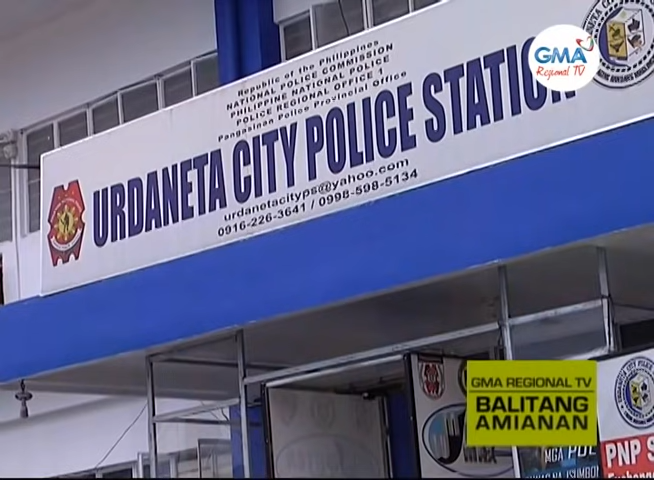 Republic of the Philippines
NATIONAL POLICE COMMISSION
PHILIPPINE NATIONAL POLICE
POLICE REGIONAL OFFICE 1
Pangasinan Police Provincial Office
URDANETA CITY POLICE STATION
urdanetacityps@yahoo.com
0916-226-3641 / 0998-598-5134
GMA
Regional TV
GMA REGIONAL TV
BALITANG
AMIANAN
MGA
PNP